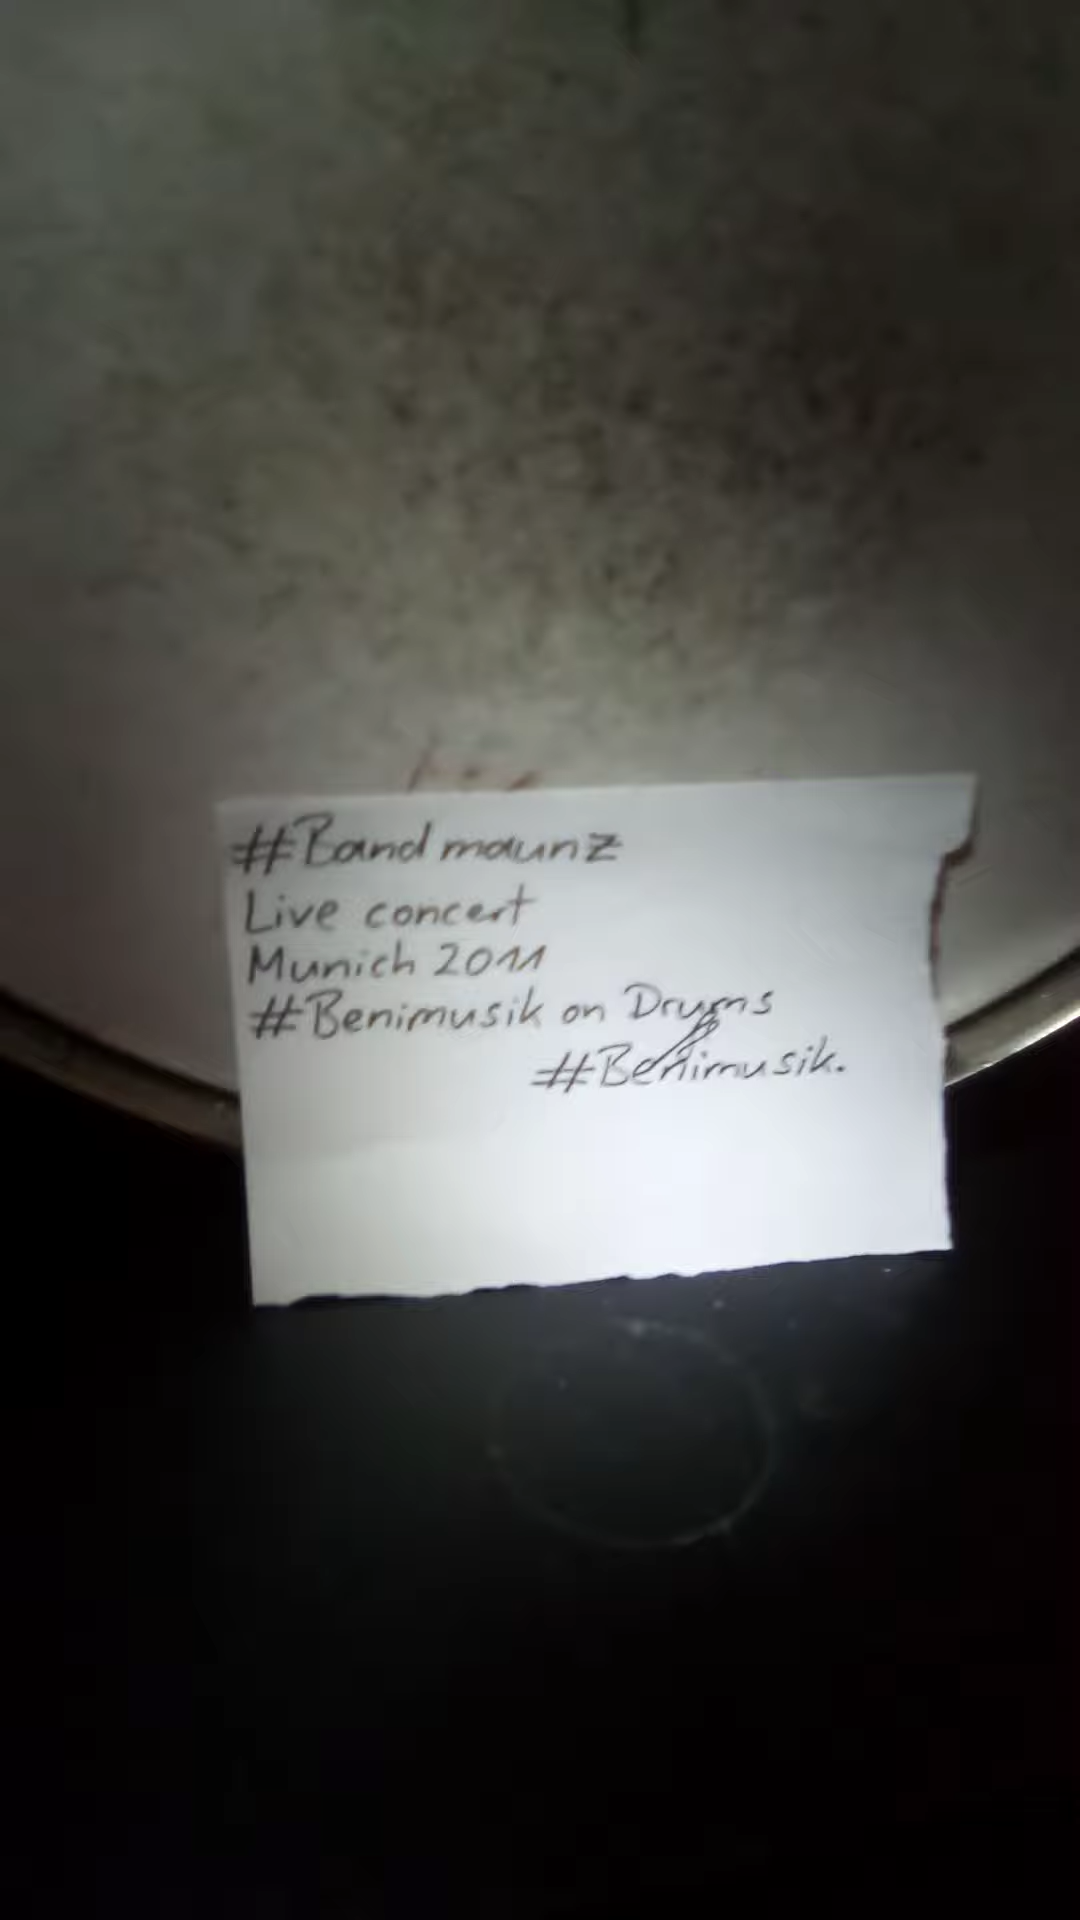 #Bandmaunz
Live concert
Munich 2011
#Benimusik on Drums
#Benimusik.